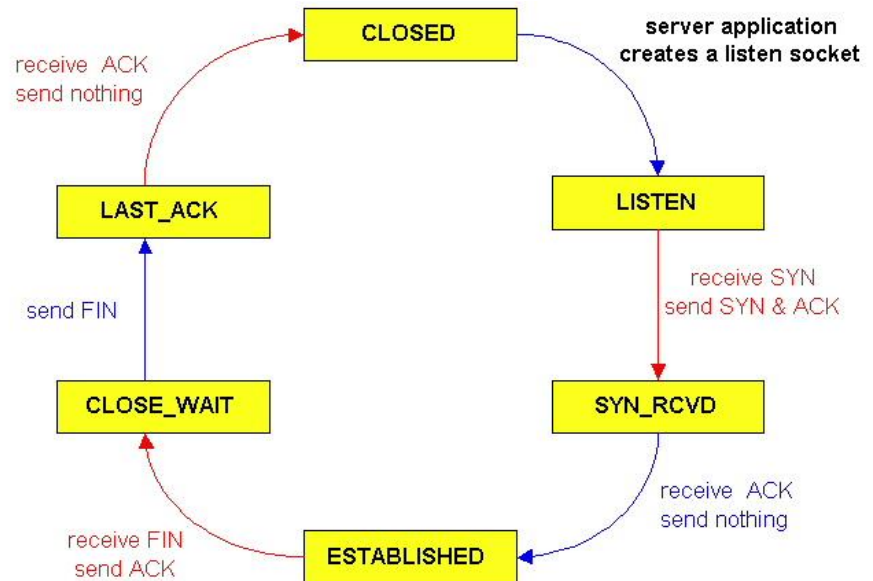 CLOSED
server application
creates a listen socket
receive ACK
send nothing
LAST_ACK
LISTEN
receive SYN
send SYN & ACK
send FIN
CLOSE_WAIT
SYN_RCVD
receive ACK
send nothing
receive FIN
send ACK
ESTABLISHED